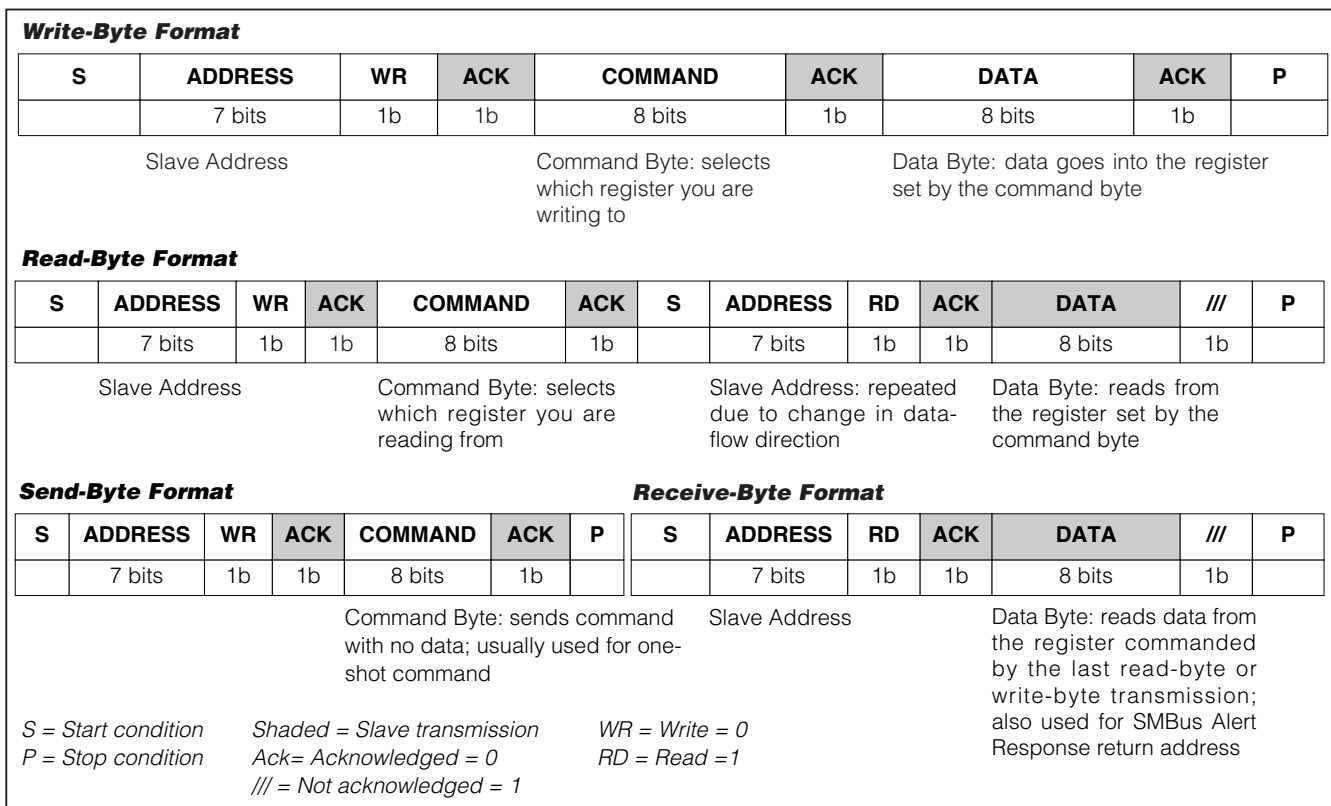 Write-Byte Format
S ADDRESS WR ACK COMMAND ACK DATA ACK P
7 bits 1b 1b 8 bits 1b 8 bits 1b
Slave Address
Command Byte: selects
which register you are
writing to
Data Byte: data goes into the register
set by the command byte
Read-Byte Format
S ADDRESS WR ACK COMMAND ACK S ADDRESS RD ACK DATA /// P
7 bits 1b 1b 8 bits 1b 7 bits 1b 1b 8 bits 1b
Slave Address
Command Byte: selects
which register you are
reading from
Slave Address: repeated
due to change in data-
flow direction
Data Byte: reads from
the register set by the
command byte
Send-Byte Format
S ADDRESS WR ACK COMMAND ACK P
7 bits 1b 1b 8 bits 1b
Command Byte: sends command
with no data; usually used for one-
shot command
Receive-Byte Format
S ADDRESS RD ACK DATA /// P
7 bits 1b 1b 8 bits 1b
Slave Address
Data Byte: reads data from
the register commanded
by the last read-byte or
write-byte transmission;
also used for SMBus Alert
Response return address
S = Start condition
P = Stop condition
Shaded = Slave transmission
Ack= Acknowledged = 0
/// = Not acknowledged = 1
WR = Write = 0
RD = Read =1